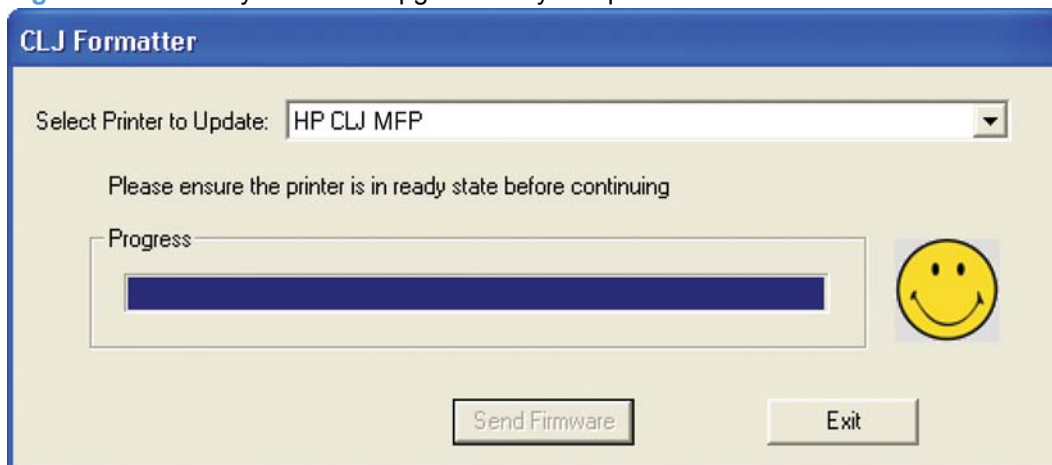 CLJ Formatter
Select Printer to Update: HP CLJ MFP
Please ensure the printer is in ready state before continuing
Progress
Send Firmware Exit